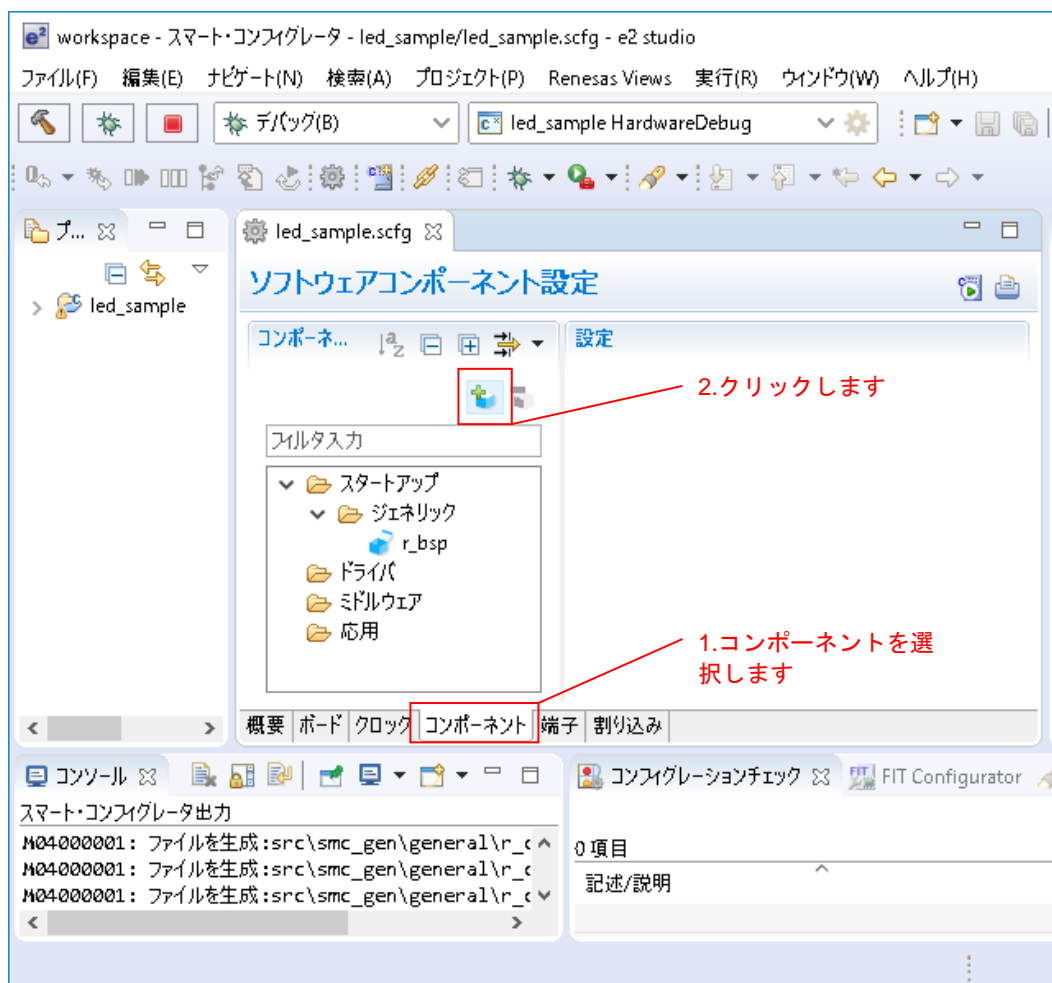 workspace - スマート・コンフィグレータ - led_sample/led_sample.scfg - e2 studio
ファイル(F) 編集(E) ナビゲート(N) 検索(A) プロジェクト(P) Renesas Views 実行(R) ウィンドウ(W) ヘルプ(H)
デバッグ(B) led_sample HardwareDebug
プ... led_sample.scfg
ソフトウェアコンポーネント設定
led_sample
コンポーネ... 設定
2.クリックします
フィルタ入力
スタートアップ
ジェネリック
r_bsp
ドライバ
ミドルウェア
応用
1.コンポーネントを選
択します
概要 ボード クロック コンポーネント 端子 割り込み
コンソール コンフィグレーションチェック FIT Configurator
スマート・コンフィグレータ出力
M04000001: ファイルを生成:src\smc_gen\general\r_c
0 項目
M04000001: ファイルを生成:src\smc_gen\general\r_c
記述/説明
M04000001: ファイルを生成:src\smc_gen\general\r_c